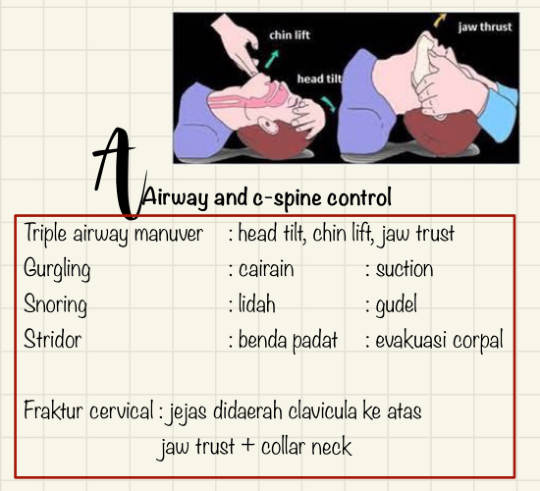 chin lift
jaw thrust
head tilt
A
Airway and c-spine control
Triple airway manuver : head tilt, chin lift, jaw trust
Gurgling : cairain : suction
Snoring : lidah : gudel
Stridor : benda padat : evakuasi corpal
Fraktur cervical : jejas didaerah clavicula ke atas
jaw trust + collar neck